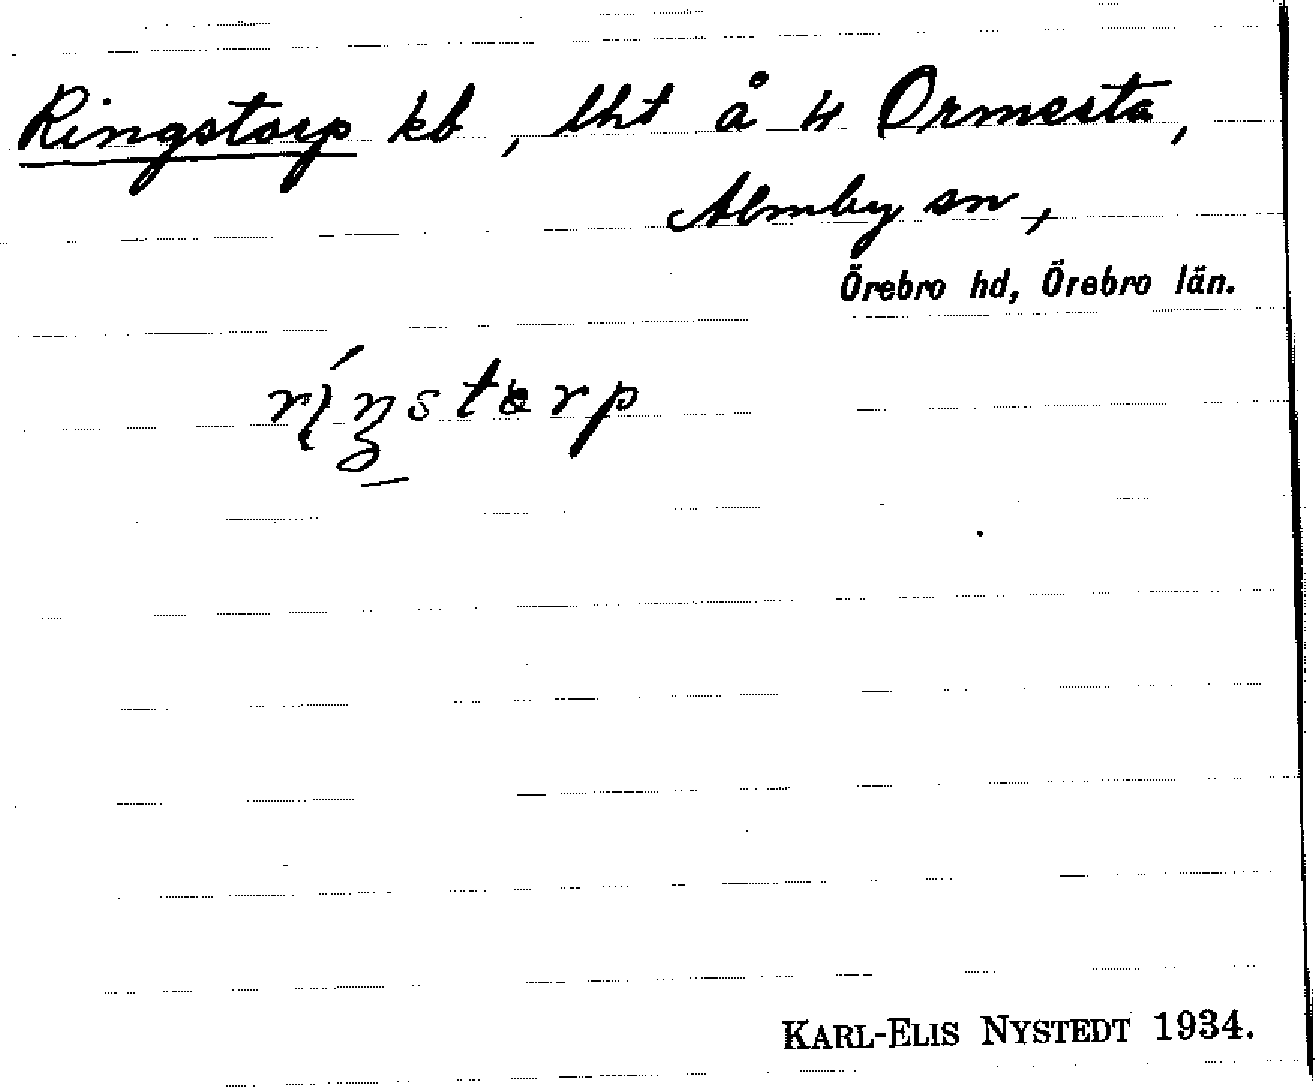 Ringstorp kb, lht å 4 Ormesta,
Almby sn,
Örebro hd, Örebro län.
KARL-ELIS NYSTEDT 1934.